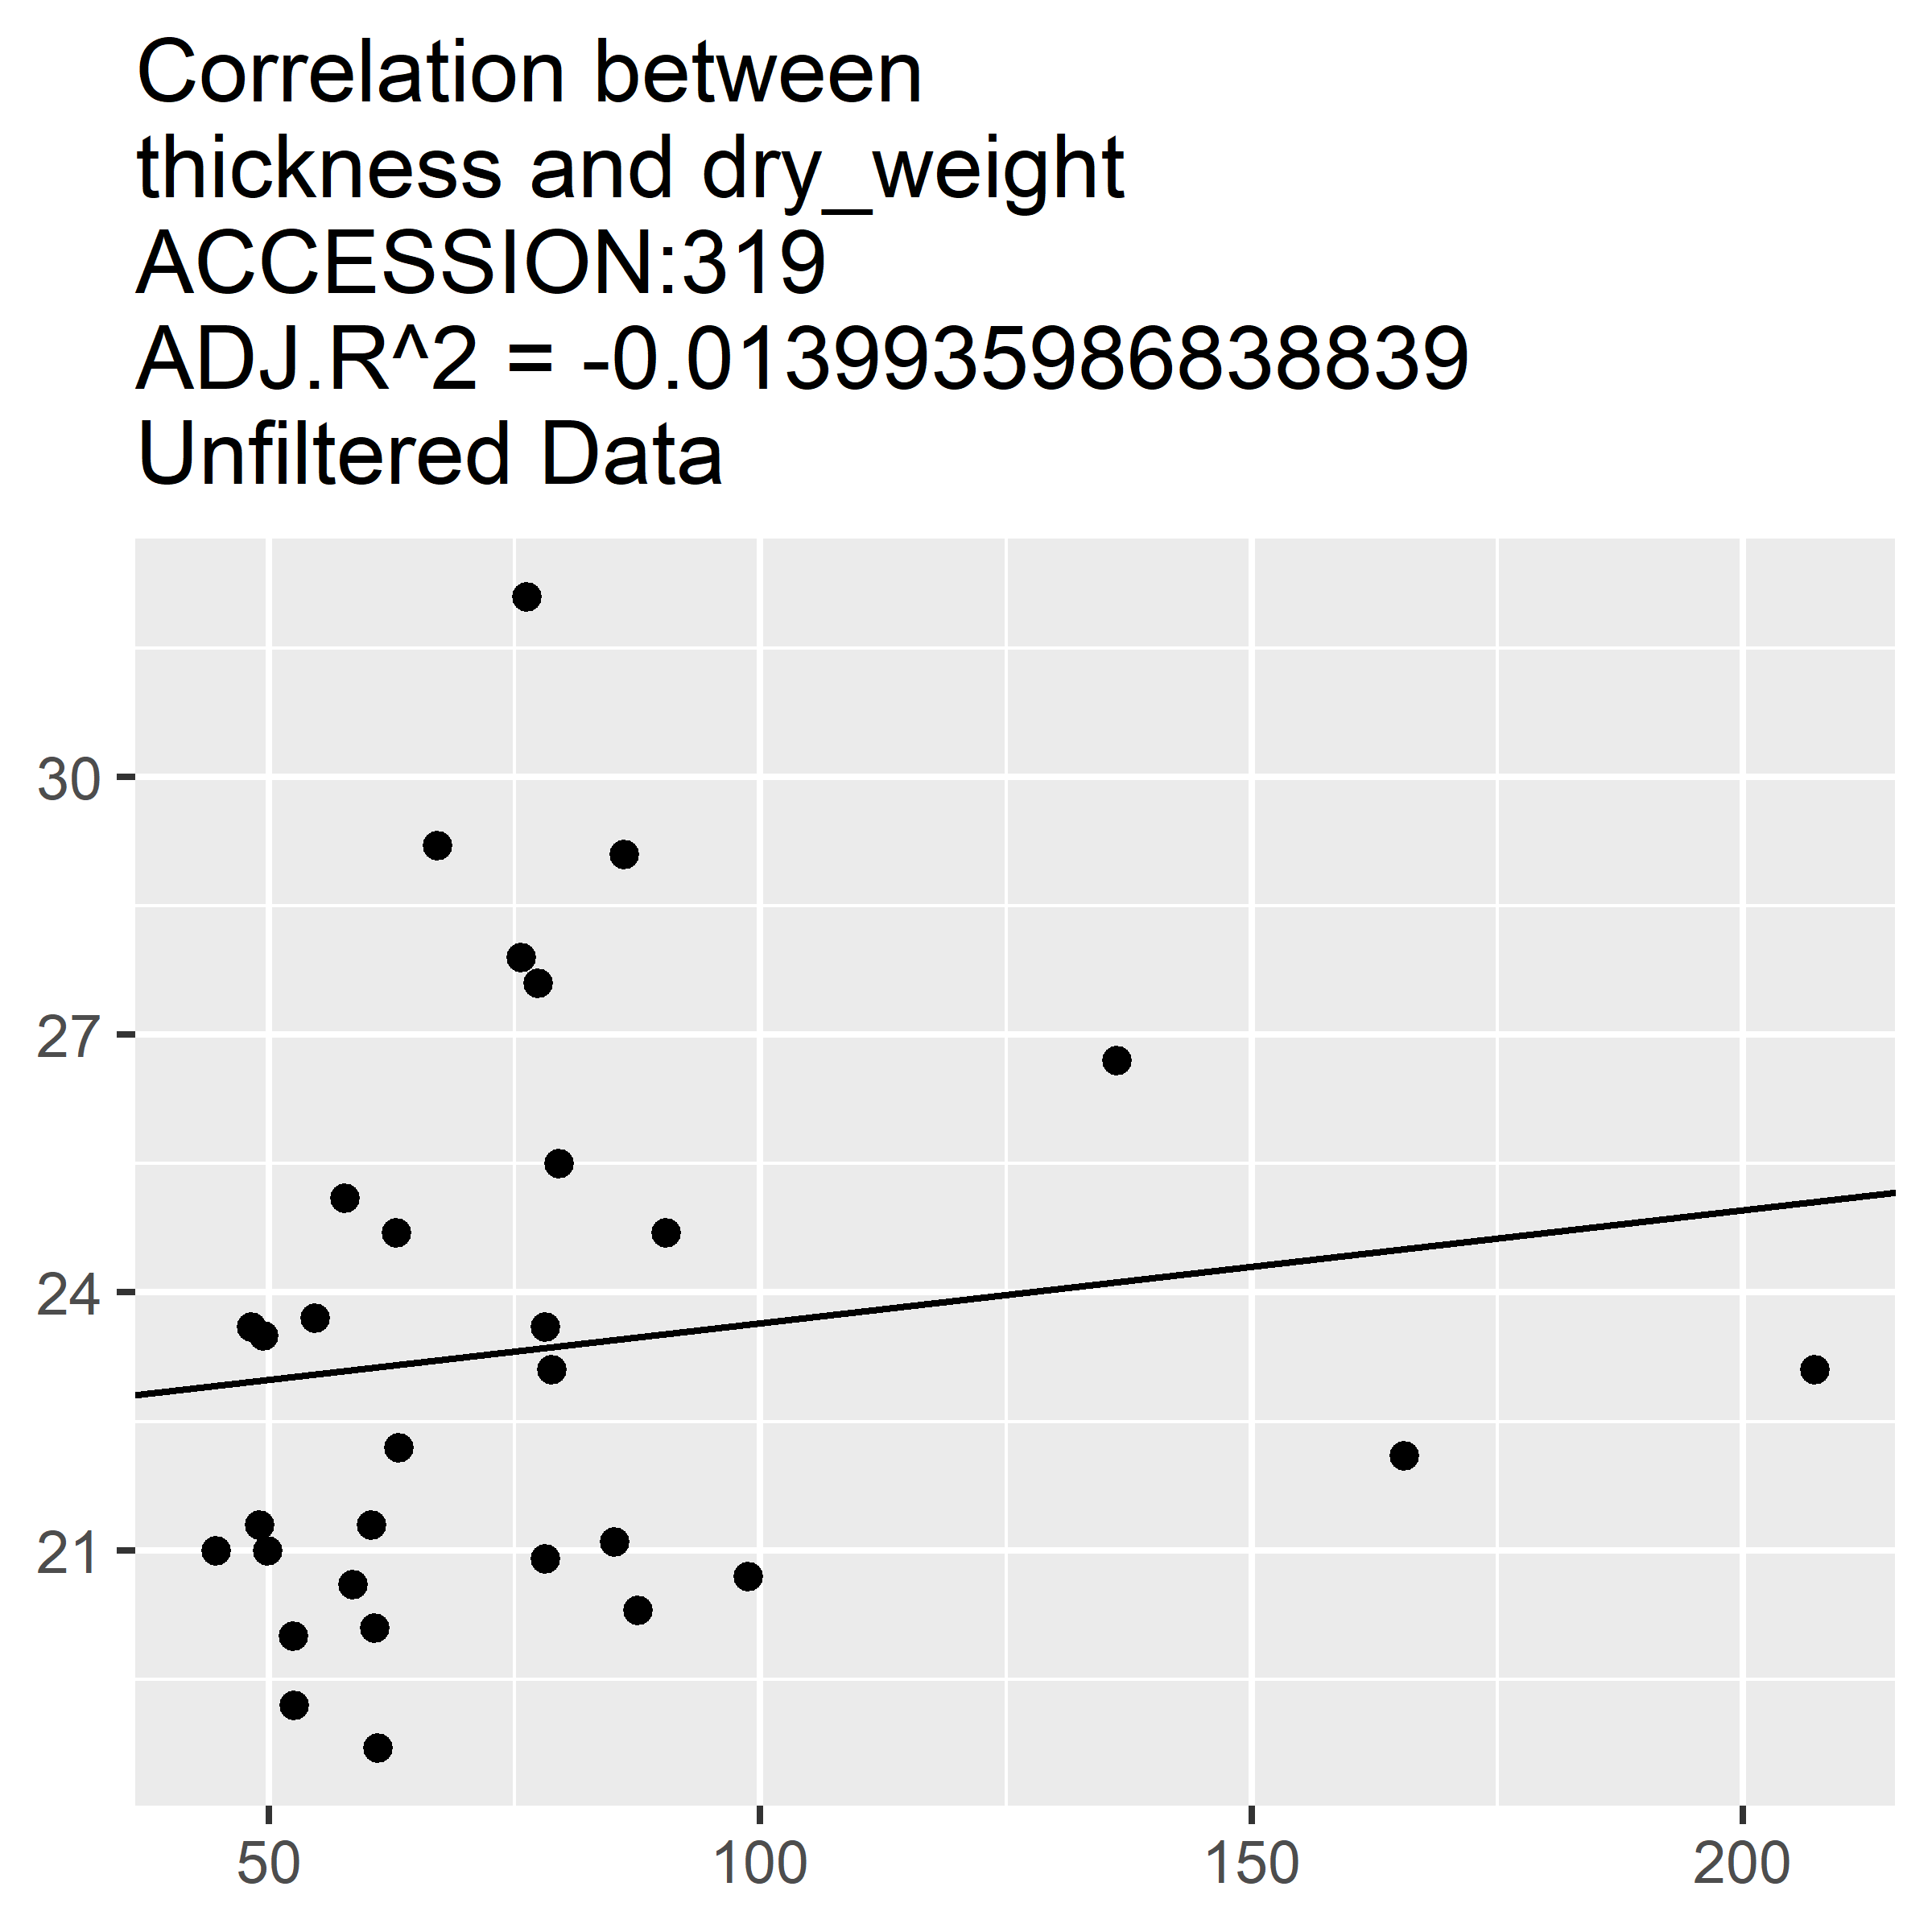 Correlation between
thickness and dry_weight
ACCESSION:319
ADJ.R^2 = -0.0139935986838839
Unfiltered Data
30
27
24
21
50 100 150 200